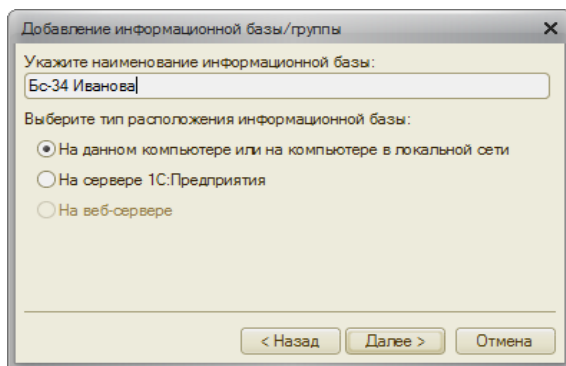 Добавление информационной базы/группы
Укажите наименование информационной базы:
Бс-34 Иванова
Выберите тип расположения информационной базы:
На данном компьютере или на компьютере в локальной сети
На сервере 1С:Предприятия
На веб-сервере
< Назад Далее > Отмена